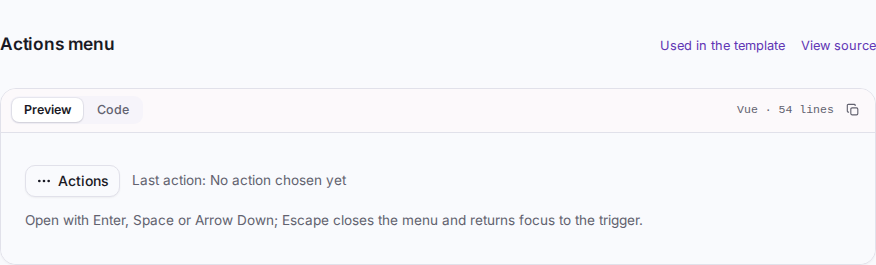 Actions menu
Used in the template View source
Preview Code
Vue · 54 lines
Actions Last action: No action chosen yet
Open with Enter, Space or Arrow Down; Escape closes the menu and returns focus to the trigger.